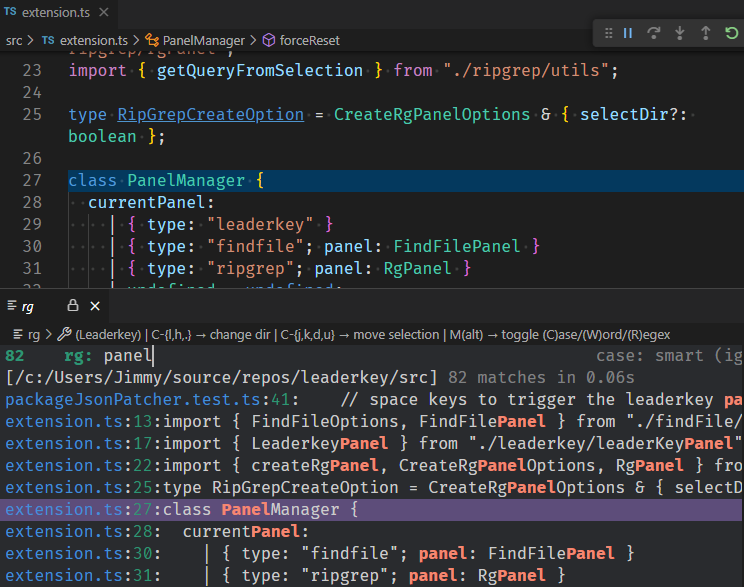 TS extension.ts ×
src > TS extension.ts > PanelManager > forceReset
23 import { getQueryFromSelection } from "./ripgrep/utils";
24
25 type RipGrepCreateOption = CreateRgPanelOptions & { selectDir?:
boolean };
26
27 class PanelManager {
28 currentPanel:
29 | { type: "leaderkey" }
30 | { type: "findfile"; panel: FindFilePanel }
31 | { type: "ripgrep"; panel: RgPanel }
rg ×
rg > (Leaderkey) | C-{l,h,.} → change dir | C-{j,k,d,u} → move selection | M(alt) → toggle (C)ase/(W)ord/(R)egex
82 rg: panel case: smart (ig
[/c:/Users/Jimmy/source/repos/leaderkey/src] 82 matches in 0.06s
packageJsonPatcher.test.ts:41: // space keys to trigger the leaderkey pa
extension.ts:13:import { FindFileOptions, FindFilePanel } from "./findFile/
extension.ts:17:import { LeaderkeyPanel } from "./leaderkey/leaderKeyPanel"
extension.ts:22:import { createRgPanel, CreateRgPanelOptions, RgPanel } fro
extension.ts:25:type RipGrepCreateOption = CreateRgPanelOptions & { selectD
extension.ts:27:class PanelManager {
extension.ts:28: currentPanel:
extension.ts:30: | { type: "findfile"; panel: FindFilePanel }
extension.ts:31: | { type: "ripgrep"; panel: RgPanel }